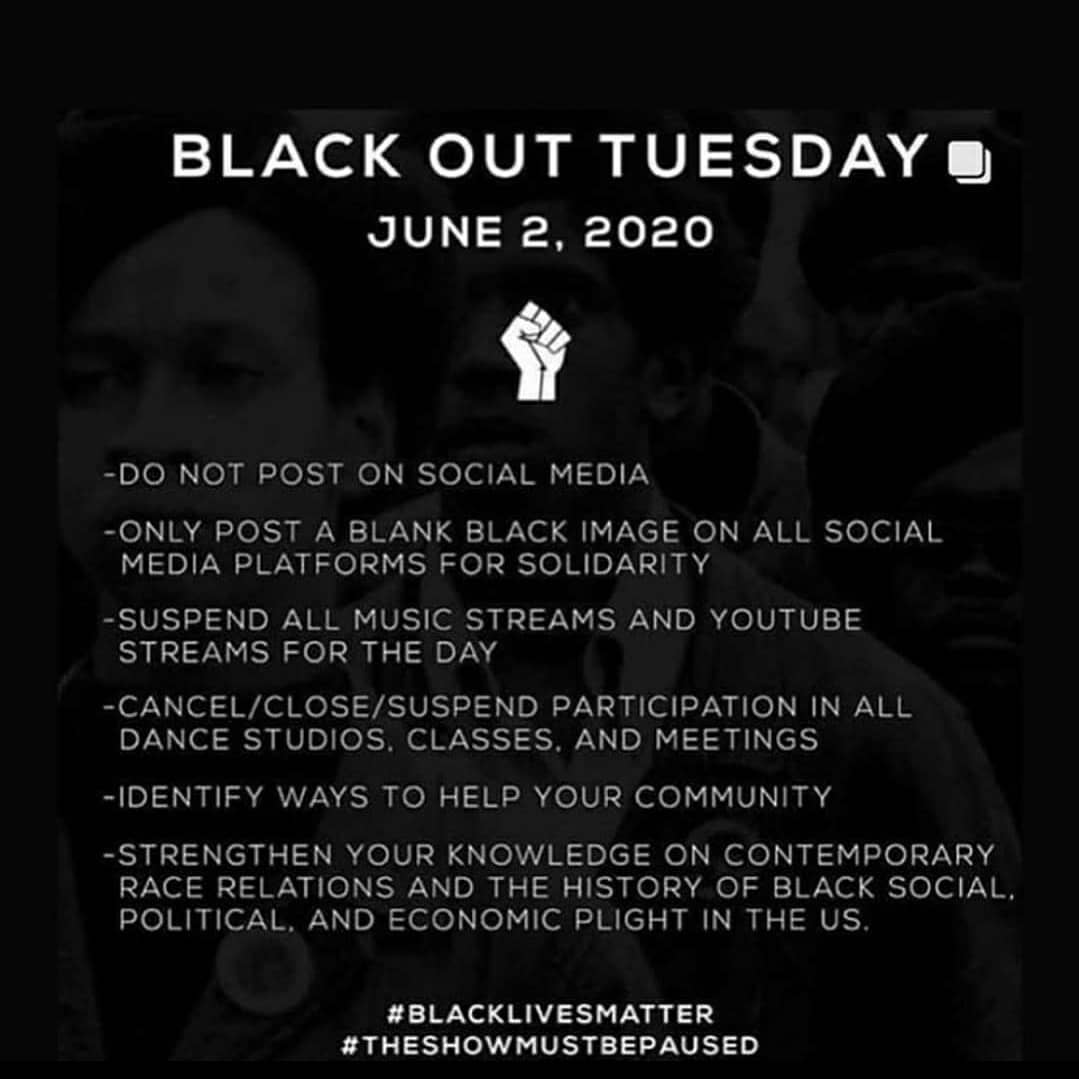 BLACK OUT TUESDAY
JUNE 2, 2020
-DO NOT POST ON SOCIAL MEDIA
-ONLY POST A BLANK BLACK IMAGE ON ALL SOCIAL
MEDIA PLATFORMS FOR SOLIDARITY
-SUSPEND ALL MUSIC STREAMS AND YOUTUBE
STREAMS FOR THE DAY
-CANCEL/CLOSE/SUSPEND PARTICIPATION IN ALL
DANCE STUDIOS, CLASSES, AND MEETINGS
-IDENTIFY WAYS TO HELP YOUR COMMUNITY
-STRENGTHEN YOUR KNOWLEDGE ON CONTEMPORARY
RACE RELATIONS AND THE HISTORY OF BLACK SOCIAL,
POLITICAL, AND ECONOMIC PLIGHT IN THE US.
#BLACKLIVESMATTER
#THESHOWMUSTBEPAUSED